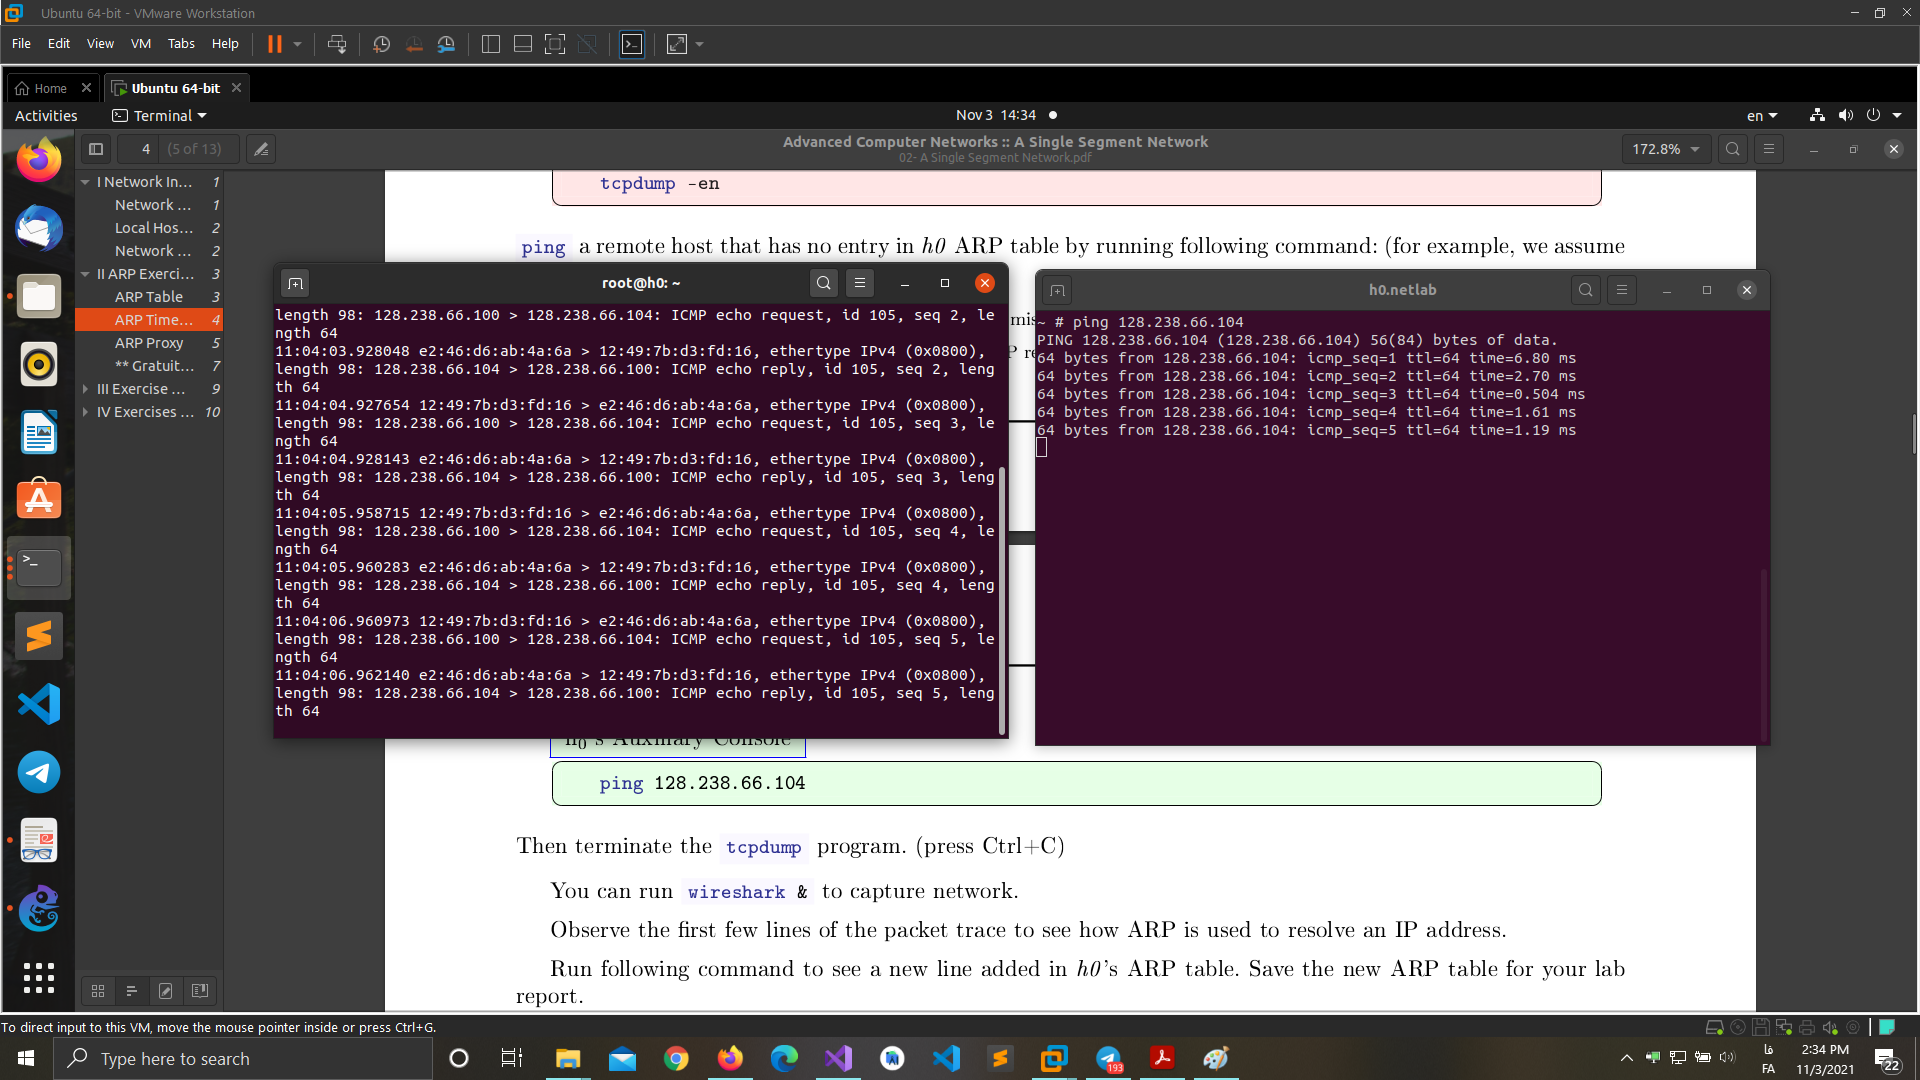 Ubuntu 64-bit - VMware Workstation
File Edit View VM Tabs Help
Home Ubuntu 64-bit
Activities Terminal Nov 3 14:34 en
4 (5 of 13) Advanced Computer Networks :: A Single Segment Network 172.8%
02- A Single Segment Network.pdf
I Network In... 1
Network ... 1
Local Hos... 2
Network ... 2
II ARP Exerci... 3
ARP Table 3
ARP Time... 4
ARP Proxy 5
** Gratuit... 7
III Exercise ... 9
IV Exercises ... 10
tcpdump -en
ping a remote host that has no entry in h0 ARP table by running following command: (for example, we assume
root@h0: ~
length 98: 128.238.66.100 > 128.238.66.104: ICMP echo request, id 105, seq 2, le
ngth 64
11:04:03.928048 e2:46:d6:ab:4a:6a > 12:49:7b:d3:fd:16, ethertype IPv4 (0x0800),
length 98: 128.238.66.104 > 128.238.66.100: ICMP echo reply, id 105, seq 2, leng
th 64
11:04:04.927654 12:49:7b:d3:fd:16 > e2:46:d6:ab:4a:6a, ethertype IPv4 (0x0800),
length 98: 128.238.66.100 > 128.238.66.104: ICMP echo request, id 105, seq 3, le
ngth 64
11:04:04.928143 e2:46:d6:ab:4a:6a > 12:49:7b:d3:fd:16, ethertype IPv4 (0x0800),
length 98: 128.238.66.104 > 128.238.66.100: ICMP echo reply, id 105, seq 3, leng
th 64
11:04:05.958715 12:49:7b:d3:fd:16 > e2:46:d6:ab:4a:6a, ethertype IPv4 (0x0800),
length 98: 128.238.66.100 > 128.238.66.104: ICMP echo request, id 105, seq 4, le
ngth 64
11:04:05.960283 e2:46:d6:ab:4a:6a > 12:49:7b:d3:fd:16, ethertype IPv4 (0x0800),
length 98: 128.238.66.104 > 128.238.66.100: ICMP echo reply, id 105, seq 4, leng
th 64
11:04:06.960973 12:49:7b:d3:fd:16 > e2:46:d6:ab:4a:6a, ethertype IPv4 (0x0800),
length 98: 128.238.66.100 > 128.238.66.104: ICMP echo request, id 105, seq 5, le
ngth 64
11:04:06.962140 e2:46:d6:ab:4a:6a > 12:49:7b:d3:fd:16, ethertype IPv4 (0x0800),
length 98: 128.238.66.104 > 128.238.66.100: ICMP echo reply, id 105, seq 5, leng
th 64
h0.netlab
~ # ping 128.238.66.104
PING 128.238.66.104 (128.238.66.104) 56(84) bytes of data.
64 bytes from 128.238.66.104: icmp_seq=1 ttl=64 time=6.80 ms
64 bytes from 128.238.66.104: icmp_seq=2 ttl=64 time=2.70 ms
64 bytes from 128.238.66.104: icmp_seq=3 ttl=64 time=0.504 ms
64 bytes from 128.238.66.104: icmp_seq=4 ttl=64 time=1.61 ms
64 bytes from 128.238.66.104: icmp_seq=5 ttl=64 time=1.19 ms
h0's Auxiliary Console
ping 128.238.66.104
Then terminate the tcpdump program. (press Ctrl+C)
You can run wireshark & to capture network.
Observe the first few lines of the packet trace to see how ARP is used to resolve an IP address.
Run following command to see a new line added in h0's ARP table. Save the new ARP table for your lab
report.
To direct input to this VM, move the mouse pointer inside or press Ctrl+G.
Type here to search
193
فا
FA
2:34 PM
11/3/2021
22